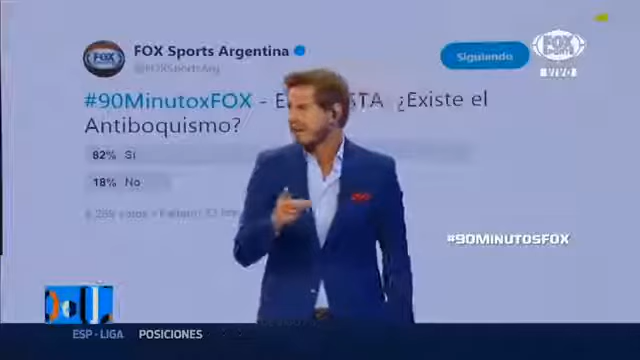 FOX Sports Argentina
@FOXSportsArg
Siguiendo
FOX
SPORTS
VIVO
#90MinutoxFOX - ¿Existe el
Antiboquismo?
82% Si
18% No
#90MINUTOSFOX
ESP - LIGA POSICIONES